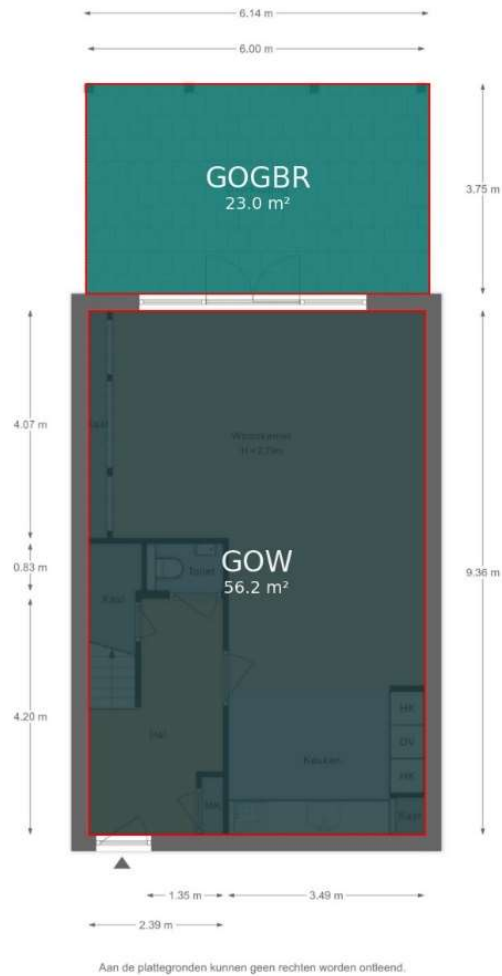 6.14 m
6.00 m
GOGBR
23.0 m²
3.75 m
4.07 m
Kast
Woonkamer
GOW
56.2 m²
0.83 m
Toilet
Kast
9.36 m
4.20 m
HK
OV
Hal
Keuken
HK
MK
Kast
1.35 m
3.49 m
2.39 m
Aan de plattegronden kunnen geen rechten worden ontleend.